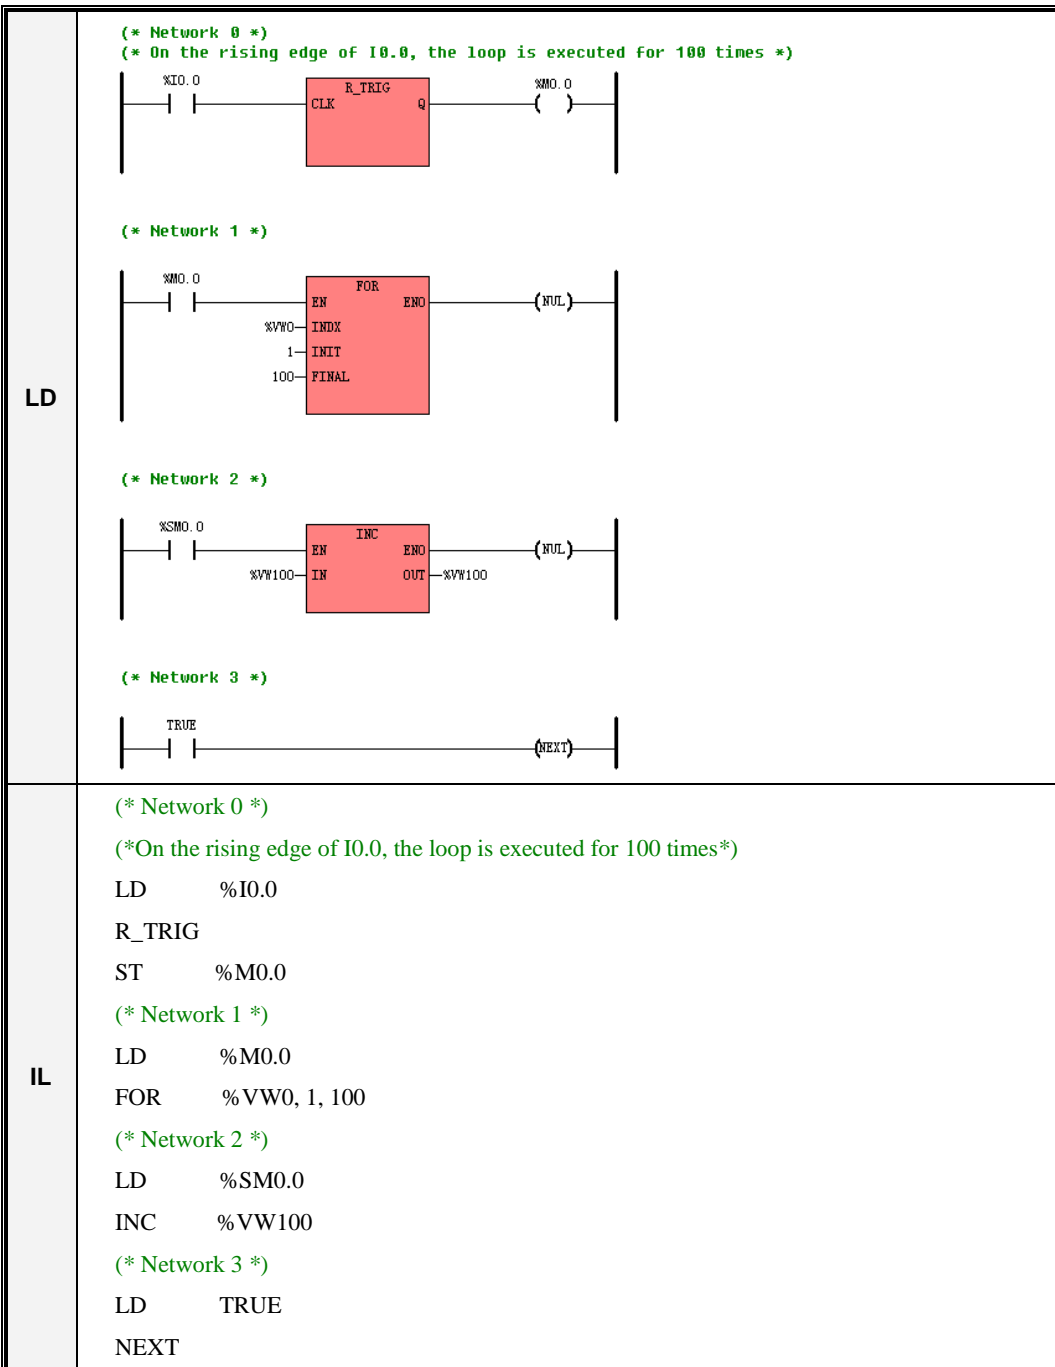 (* Network 0 *)
(* On the rising edge of I0.0, the loop is executed for 100 times *)
%I0.0 R_TRIG %M0.0
CLK Q
(* Network 1 *)
%M0.0 FOR
EN ENO (NUL)
%VW0 INDX
1 INIT
100 FINAL
LD
(* Network 2 *)
%SM0.0 INC
EN ENO (NUL)
%VW100 IN OUT %VW100
(* Network 3 *)
TRUE
(NEXT)
(* Network 0 *)
(*On the rising edge of I0.0, the loop is executed for 100 times*)
LD %I0.0
R_TRIG
ST %M0.0
(* Network 1 *)
LD %M0.0
IL
FOR %VW0, 1, 100
(* Network 2 *)
LD %SM0.0
INC %VW100
(* Network 3 *)
LD TRUE
NEXT